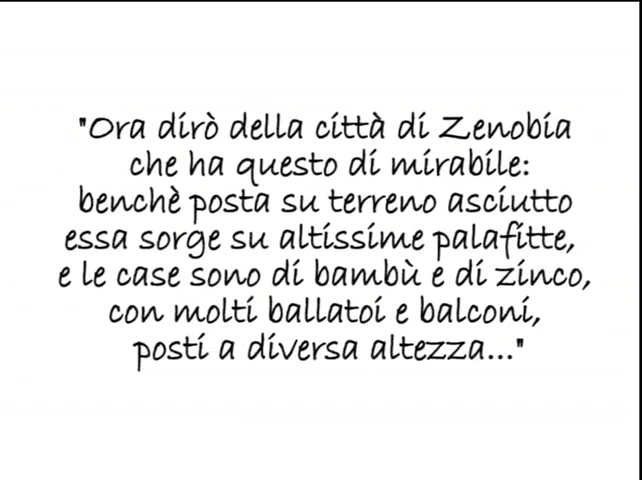 "Ora dirò della città di Zenobia
che ha questo di mirabile:
benchè posta su terreno asciutto
essa sorge su altissime palafitte,
e le case sono di bambù e di zinco,
con molti ballatoi e balconi,
posti a diversa altezza..."